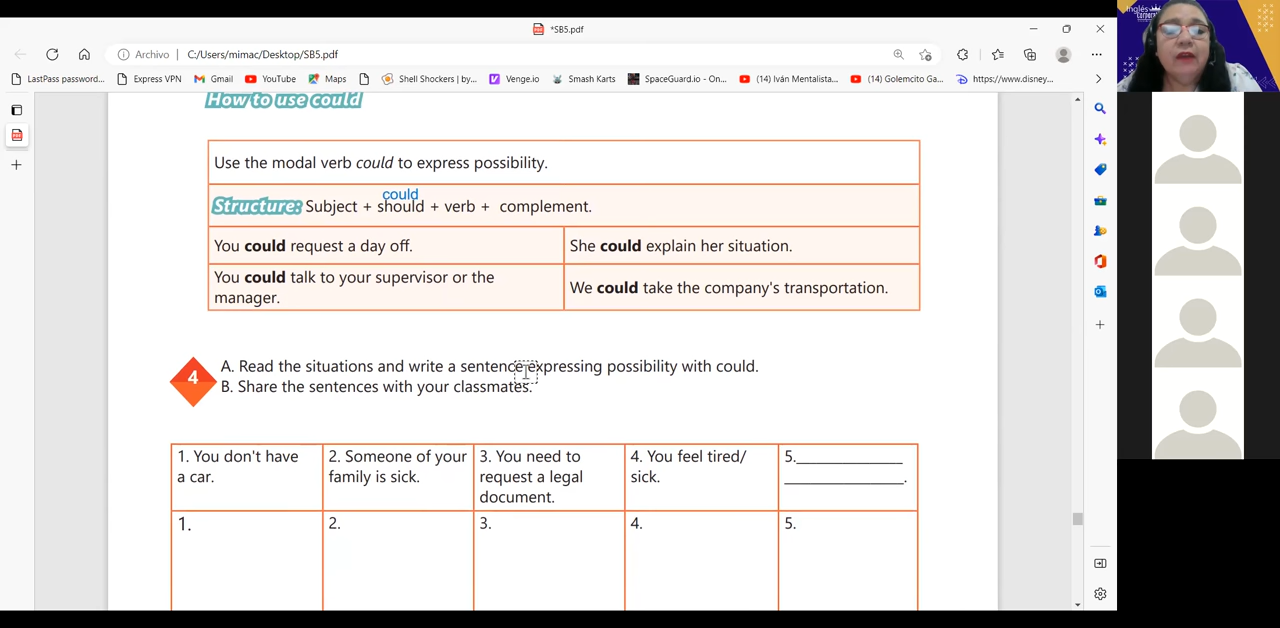 *SB5.pdf
Archivo
C:/Users/mimac/Desktop/SB5.pdf
LastPass password...
Express VPN
Gmail
YouTube
Maps
Shell Shockers | by...
Venge.io
Smash Karts
SpaceGuard.io - On...
(14) Iván Mentalista...
(14) Golemcito Ga...
https://www.disney...
Inglés
Corporativo
How to use could
Use the modal verb could to express possibility.
could
Structure: Subject + should + verb + complement.
You could request a day off.
She could explain her situation.
You could talk to your supervisor or the
manager.
We could take the company's transportation.
4
A. Read the situations and write a sentence expressing possibility with could.
B. Share the sentences with your classmates.
1. You don't have
a car.
2. Someone of your
family is sick.
3. You need to
request a legal
document.
4. You feel tired/
sick.
5.______________
________________.
1.
2.
3.
4.
5.